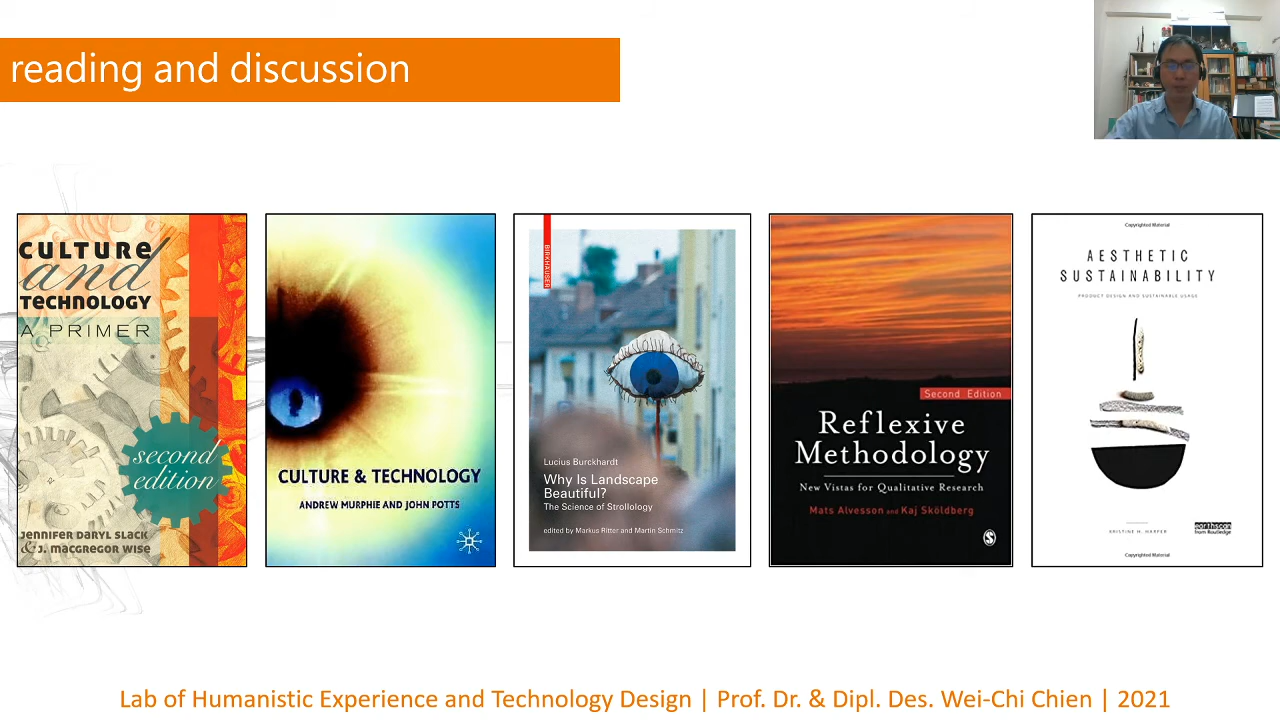 reading and discussion
CULTURE
and
TECHNOLOGY
A PRIMER
second
edition
JENNIFER DARYL SLACK
& J. MACGREGOR WISE
CULTURE & TECHNOLOGY
ANDREW MURPHIE AND JOHN POTTS
BIRKHÄUSER
Lucius Burckhardt
Why Is Landscape
Beautiful?
The Science of Strollology
edited by Markus Ritter and Martin Schmitz
Second Edition
Reflexive
Methodology
New Vistas for Qualitative Research
Mats Alvesson and Kaj Sköldberg
S
Copyrighted Material
AESTHETIC
SUSTAINABILITY
PRODUCT DESIGN AND SUSTAINABLE USAGE
KRISTINE H. HARPER
earthscan
from Routledge
Copyrighted Material
Lab of Humanistic Experience and Technology Design | Prof. Dr. & Dipl. Des. Wei-Chi Chien | 2021